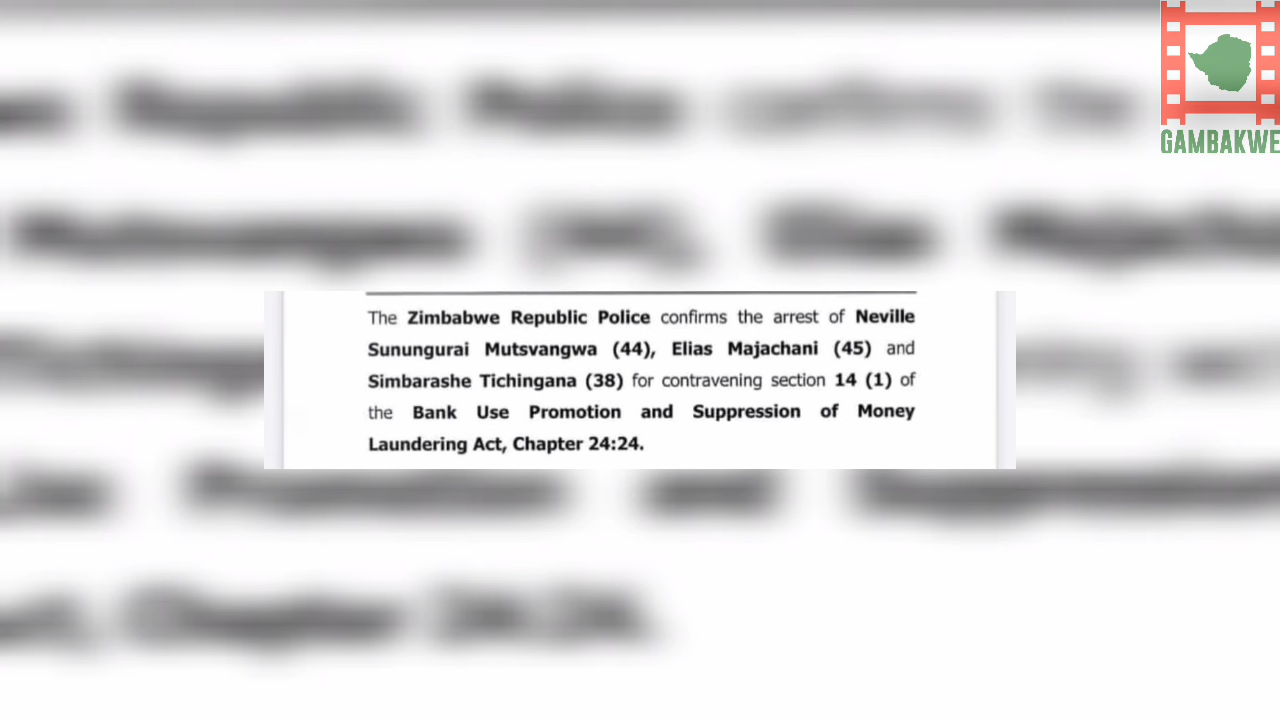 GAMBAKWE
The Zimbabwe Republic Police confirms the arrest of Neville
Sunungurai Mutsvangwa (44), Elias Majachani (45) and
Simbarashe Tichingana (38) for contravening section 14 (1) of
the Bank Use Promotion and Suppression of Money
Laundering Act, Chapter 24:24.